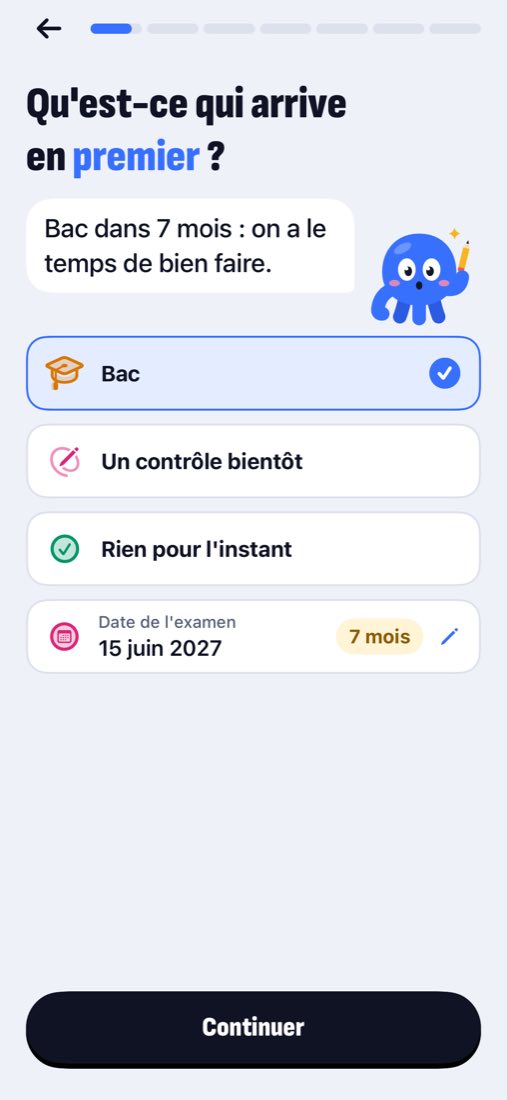 Qu'est-ce qui arrive
en premier ?
Bac dans 7 mois : on a le
temps de bien faire.
Bac
Un contrôle bientôt
Rien pour l'instant
Date de l'examen
15 juin 2027
7 mois
Continuer